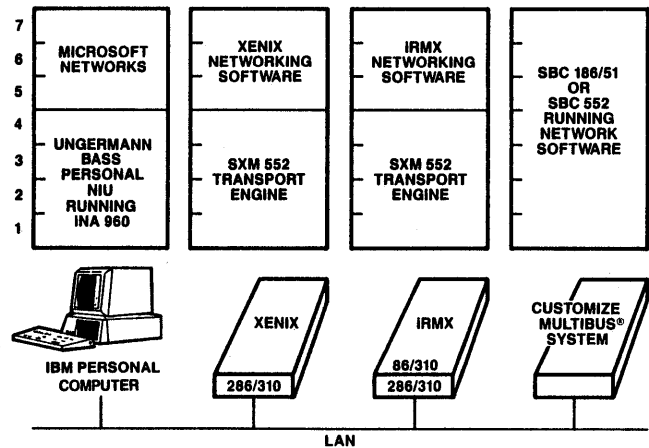 7
6
5
4
3
2
1
MICROSOFT
NETWORKS
UNGERMANN
BASS
PERSONAL
NIU
RUNNING
INA 960
XENIX
NETWORKING
SOFTWARE
SXM 552
TRANSPORT
ENGINE
iRMX
NETWORKING
SOFTWARE
SXM 552
TRANSPORT
ENGINE
SBC 186/51
OR
SBC 552
RUNNING
NETWORK
SOFTWARE
IBM PERSONAL
COMPUTER
XENIX
286/310
iRMX
86/310
286/310
CUSTOMIZE
MULTIBUS®
SYSTEM
LAN